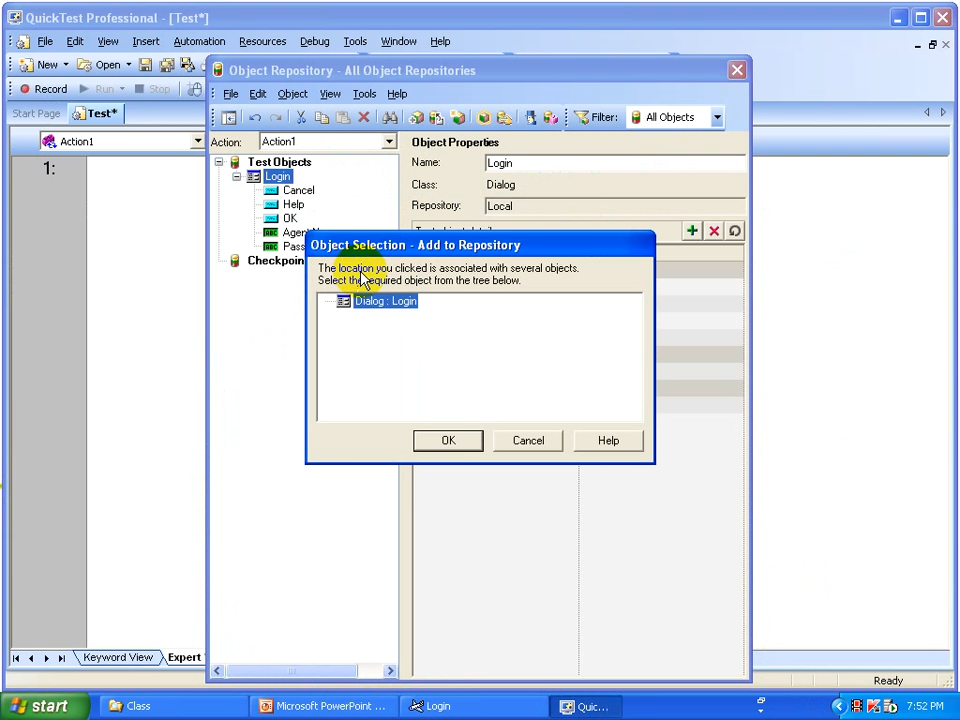 QuickTest Professional - [Test*]
File Edit View Insert Automation Resources Debug Tools Window Help
New Open
Record Run Stop
Start Page Test*
Action1
1:
Object Repository - All Object Repositories
File Edit Object View Tools Help
Filter: All Objects
Action: Action1
Test Objects
Login
Cancel
Help
OK
Pass
Object Properties
Name: Login
Class: Dialog
Repository: Local
Object Selection - Add to Repository
The location you clicked is associated with several objects.
Select the required object from the tree below.
Dialog : Login
OK Cancel Help
Keyword View Expert
Ready
start Class Microsoft PowerPoint ... Login Quic... 7:52 PM